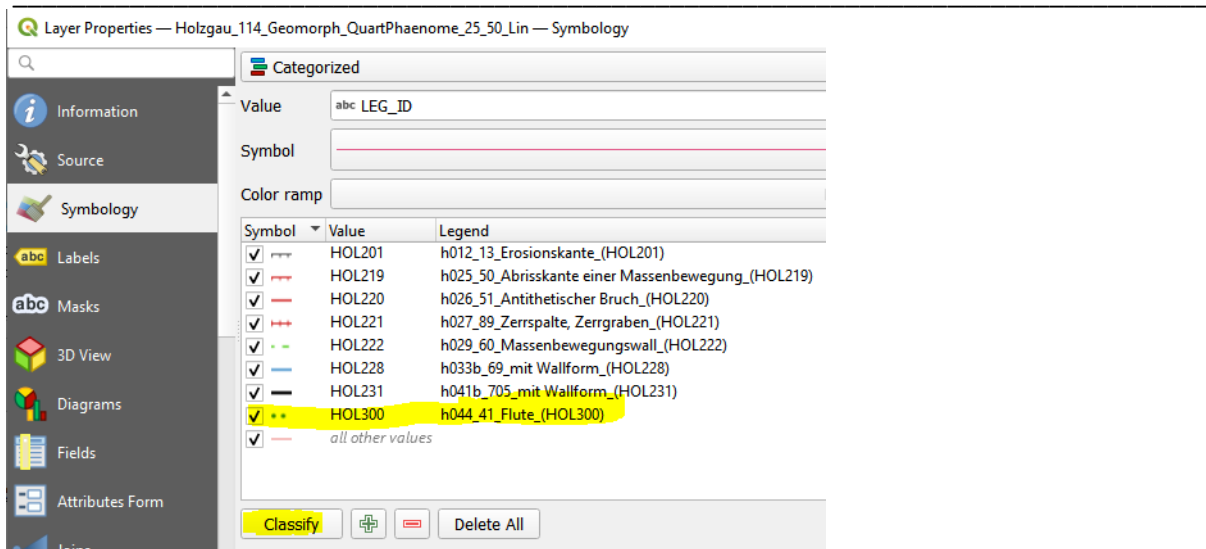 Layer Properties — Holzgau_114_Geomorph_QuartPhaenome_25_50_Lin — Symbology
Categorized
Information
Source
Symbology
abc Labels
abc Masks
3D View
Diagrams
Fields
Attributes Form
Value abc LEG_ID
Symbol
Color ramp
Symbol Value Legend
HOL201 h012_13_Erosionskante_(HOL201)
HOL219 h025_50_Abrisskante einer Massenbewegung_(HOL219)
HOL220 h026_51_Antithetischer Bruch_(HOL220)
HOL221 h027_89_Zerrspalte, Zerrgraben_(HOL221)
HOL222 h029_60_Massenbewegungswall_(HOL222)
HOL228 h033b_69_mit Wallform_(HOL228)
HOL231 h041b_705_mit Wallform_(HOL231)
HOL300 h044_41_Flute_(HOL300)
all other values
Classify Delete All